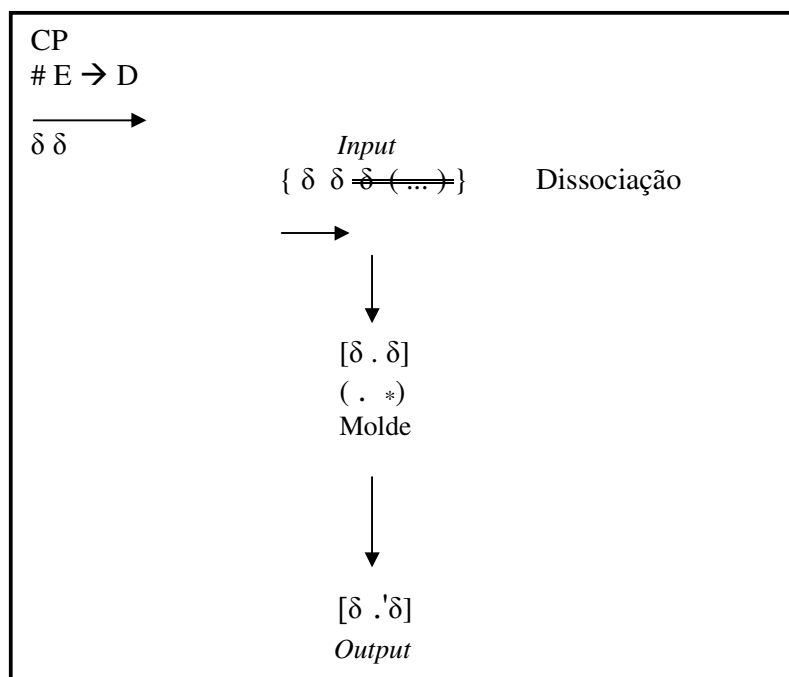 CP
# E → D
δ δ
Input
{ δ δ δ ( ... ) } Dissociação
[δ . δ]
( . *)
Molde
[δ .'δ]
Output